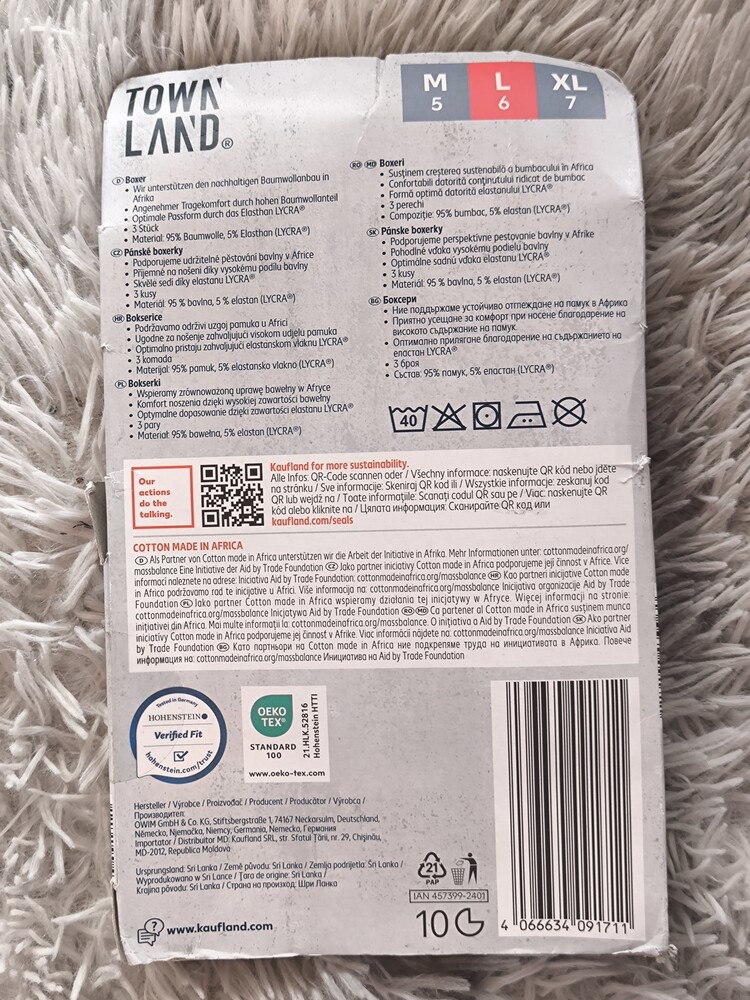 TOWN
LAND®
M
5
L
6
XL
7
D Boxer
• Wir unterstützen den nachhaltigen Baumwollanbau in
Afrika
• Angenehmer Tragekomfort durch hohen Baumwollanteil
• Optimale Passform durch das Elasthan LYCRA®
• 3 Stück
• Material: 95% Baumwolle, 5% Elasthan (LYCRA®)
CZ Pánské boxerky
• Podporujeme udržitelné pěstování bavlny v Africe
• Příjemné na nošení díky vysokému podílu bavlny
• Skvěle sedí díky elastanu LYCRA®
• 3 kusy
• Materiál: 95 % bavlna, 5 % elastan (LYCRA®)
HR Bokserice
• Podržavamo održivi uzgoj pamuka u Africi
• Ugodne za nošenje zahvaljujući visokom udjelu pamuka
• Optimalno pristaju zahvaljujući elastanskom vlaknu LYCRA®
• 3 komada
• Materijal: 95% pamuk, 5% elastansko vlakno (LYCRA®)
PL Bokserki
• Wspieramy zrównoważoną uprawę bawełny w Afryce
• Komfort noszenia dzięki wysokiej zawartości bawełny
• Optymalne dopasowanie dzięki zawartości elastanu LYCRA®
• 3 pary
• Materiał: 95% bawełna, 5% elastan (LYCRA®)
RO MD Boxeri
• Susținem creșterea sustenabilă a bumbacului în Africa
• Confortabili datorită conținutului ridicat de bumbac
• Formă optimă datorită elastanului LYCRA®
• 3 perechi
• Compoziție: 95% bumbac, 5% elastan (LYCRA®)
SK Pánske boxerky
• Podporujeme perspektívne pestovanie bavlny v Afrike
• Pohodlné vďaka vysokému podielu bavlny
• Optimálne sadnú vďaka elastanu LYCRA®
• 3 kusy
• Materiál: 95 % bavlna, 5 % elastan (LYCRA®)
BG Боксери
• Ние поддържаме устойчиво отглеждане на памук в Африка
• Приятно усещане за комфорт при носене благодарение на
високото съдържание на памук
• Оптимално прилягане благодарение на съдържанието на
еластан LYCRA®
• 3 броя
• Състав: 95% памук, 5% еластан (LYCRA®)
40
Our
actions
do the
talking.
Kaufland for more sustainability.
Alle Infos: QR-Code scannen oder / Všechny informace: naskenujte QR kód nebo jděte
na stránku / Sve informacije: Skeniraj QR kod ili / Wszystkie informacje: zeskanuj kod
QR lub wejdź na / Toate informațiile: Scanați codul QR sau pe / Viac: naskenujte QR
kód alebo kliknite na / Цялата информация: Сканирайте QR код или
kaufland.com/seals
COTTON MADE IN AFRICA
D Als Partner von Cotton made in Africa unterstützen wir die Arbeit der Initiative in Afrika. Mehr Informationen unter: cottonmadeinafrica.org/
massbalance Eine Initiative der Aid by Trade Foundation CZ Jako partner iniciativy Cotton made in Africa podporujeme její činnost v Africe. Více
informací naleznete na adrese: Iniciativa Aid by Trade Foundation: cottonmadeinafrica.org/massbalance HR Kao partneri inicijative Cotton made
in Africa podržavamo rad te inicijative u Africi. Više informacija na: cottonmadeinafrica.org/massbalance Inicijativa organizacije Aid by Trade
Foundation PL Jako partner Cotton made in Africa wspieramy działania tej inicjatywy w Afryce. Więcej informacji na stronie:
cottonmadeinafrica.org/massbalance Inicjatywa Aid by Trade Foundation RO MD Ca partener al Cotton made in Africa susținem munca
inițiativei din Africa. Mai multe informații la: cottonmadeinafrica.org/massbalance. O inițiativa a Aid by Trade Foundation SK Ako partner
iniciatívy Cotton made in Africa podporujeme jej činnosť v Afrike. Viac informácií nájdete na: cottonmadeinafrica.org/massbalance Iniciatíva Aid
by Trade Foundation BG Като партньори на Cotton made in Africa ние подкрепяме труда на инициативата в Африка. Повече
информация на: cottonmadeinafrica.org/massbalance Инициатива на Aid by Trade Foundation
Tested in Germany
HOHENSTEIN
Verified Fit
hohenstein.com/trust
OEKO
TEX®
STANDARD
100
21.HLK.52816
Hohenstein HTTI
www.oeko-tex.com
Hersteller / Výrobce / Proizvođač / Producent / Producător / Výrobca /
Производител:
OWIM GmbH & Co. KG, Stiftsbergstraße 1, 74167 Neckarsulm, Deutschland,
Německo, Njemačka, Niemcy, Germania, Nemecko, Германия
Importator / Distribuitor MD: Kaufland SRL, str. Sfatul Țării, nr. 29, Chișinău,
MD-2012, Republica Moldova
Ursprungsland: Sri Lanka / Země původu: Srí Lanka / Zemlja podrijetla: Šri Lanka /
Wyprodukowano w Sri Lance / Țara de origine: Sri Lanka /
Krajina pôvodu: Srí Lanka / Страна на произход: Шри Ланка
www.kaufland.com
21
PAP
IAN 457399-2401
10
4 066634 091711